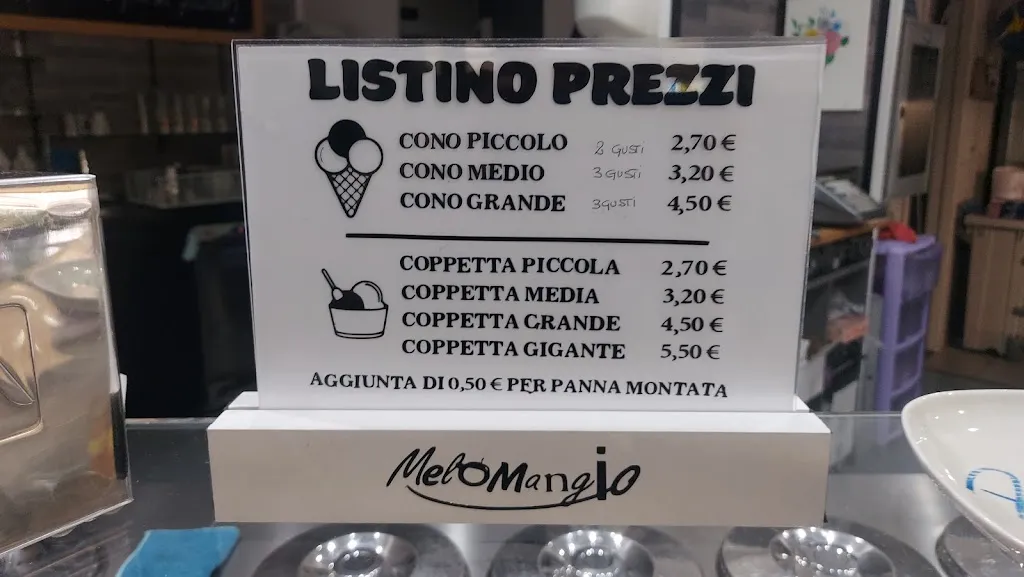 LISTINO PREZZI
CONO PICCOLO 2 GUSTI 2,70 €
CONO MEDIO 3 GUSTI 3,20 €
CONO GRANDE 3 GUSTI 4,50 €
COPPETTA PICCOLA 2,70 €
COPPETTA MEDIA 3,20 €
COPPETTA GRANDE 4,50 €
COPPETTA GIGANTE 5,50 €
AGGIUNTA DI 0,50 € PER PANNA MONTATA
MelOMangiO